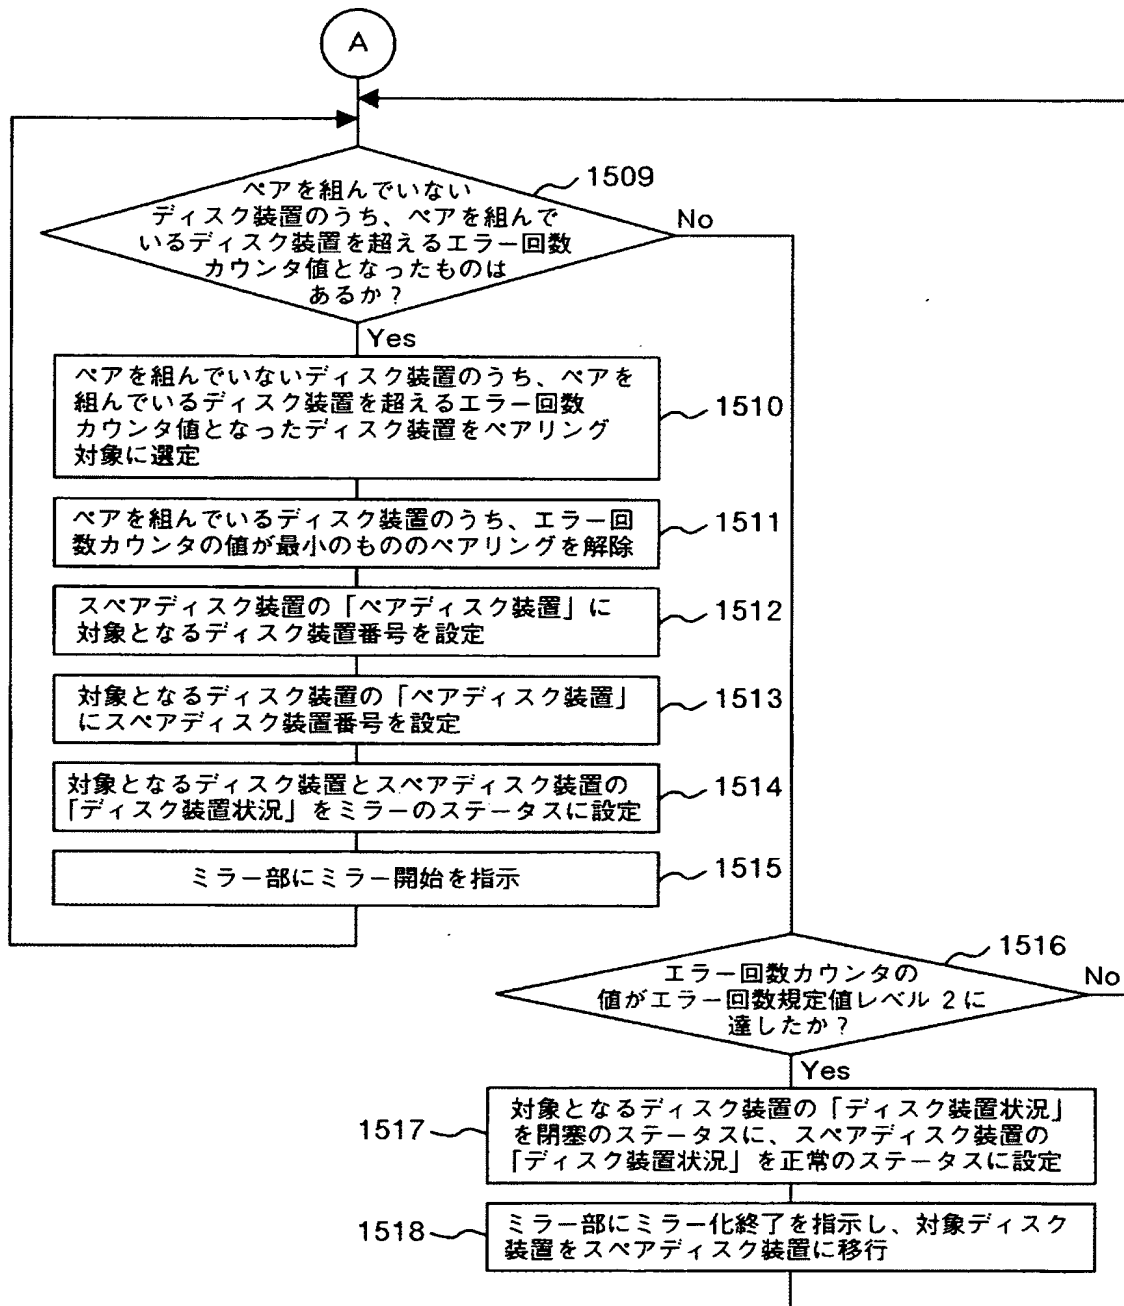 A
ペアを組んでいない
ディスク装置のうち、ペアを組んで
いるディスク装置を超えるエラー回数
カウンタ値となったものは
あるか？
1509
No
Yes
ペアを組んでいないディスク装置のうち、ペアを
組んでいるディスク装置を超えるエラー回数
カウンタ値となったディスク装置をペアリング
対象に選定
1510
ペアを組んでいるディスク装置のうち、エラー回
数カウンタの値が最小のもののペアリングを解除
1511
スペアディスク装置の「ペアディスク装置」に
対象となるディスク装置番号を設定
1512
対象となるディスク装置の「ペアディスク装置」
にスペアディスク装置番号を設定
1513
対象となるディスク装置とスペアディスク装置の
「ディスク装置状況」をミラーのステータスに設定
1514
ミラー部にミラー開始を指示
1515
エラー回数カウンタの
値がエラー回数規定値レベル 2 に
達したか？
1516
No
Yes
対象となるディスク装置の「ディスク装置状況」
を閉塞のステータスに、スペアディスク装置の
「ディスク装置状況」を正常のステータスに設定
1517
ミラー部にミラー化終了を指示し、対象ディスク
装置をスペアディスク装置に移行
1518